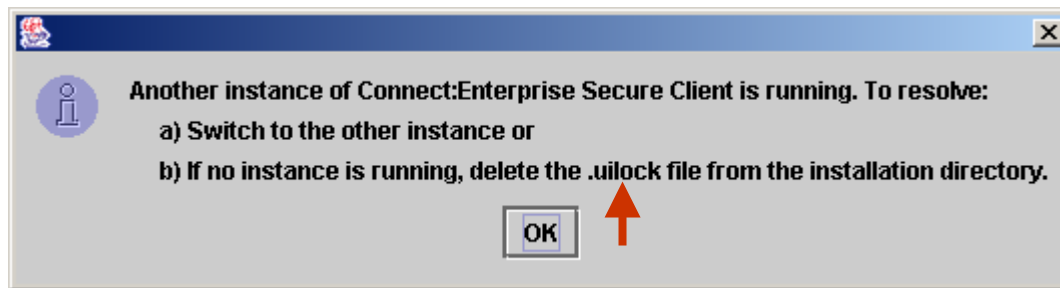 Another instance of Connect:Enterprise Secure Client is running. To resolve:
a) Switch to the other instance or
b) If no instance is running, delete the .uilock file from the installation directory.
OK